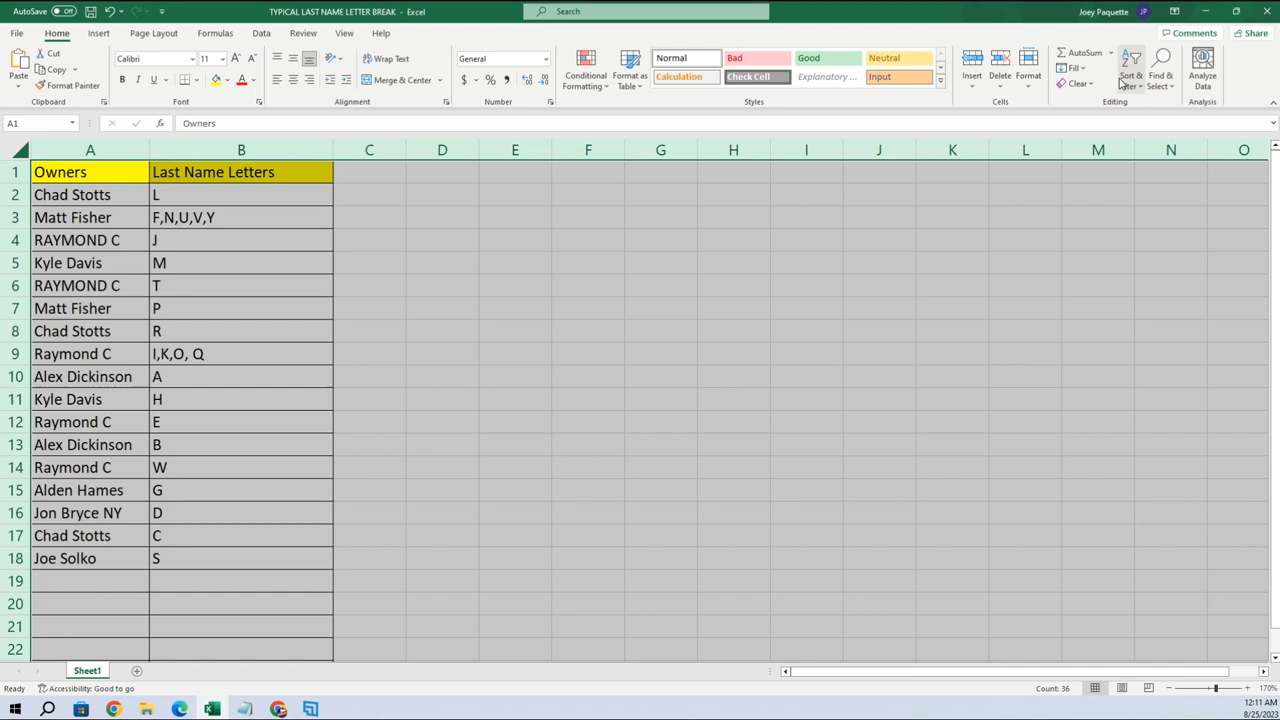 AutoSave Off TYPICAL LAST NAME LETTER BREAK - Excel Search Joey Paquette JP
File Home Insert Page Layout Formulas Data Review View Help Comments Share
Cut Calibri 11 A A Wrap Text General Normal Bad Good Neutral AutoSum
Copy Fill
Format Painter B I U Merge & Center $ % Calculation Check Cell Explanatory ... Input Clear
Paste Conditional Formatting Format as Table Insert Delete Format Sort & Filter Find & Select Analyze Data
Clipboard Font Alignment Number Styles Cells Editing Analysis
A1 fx Owners
A B C D E F G H I J K L M N O
1 Owners Last Name Letters
2 Chad Stotts L
3 Matt Fisher F,N,U,V,Y
4 RAYMOND C J
5 Kyle Davis M
6 RAYMOND C T
7 Matt Fisher P
8 Chad Stotts R
9 Raymond C I,K,O, Q
10 Alex Dickinson A
11 Kyle Davis H
12 Raymond C E
13 Alex Dickinson B
14 Raymond C W
15 Alden Hames G
16 Jon Bryce NY D
17 Chad Stotts C
18 Joe Solko S
19
20
21
22
Sheet1
Ready Accessibility: Good to go Count: 36 170%
12:11 AM
8/25/2023